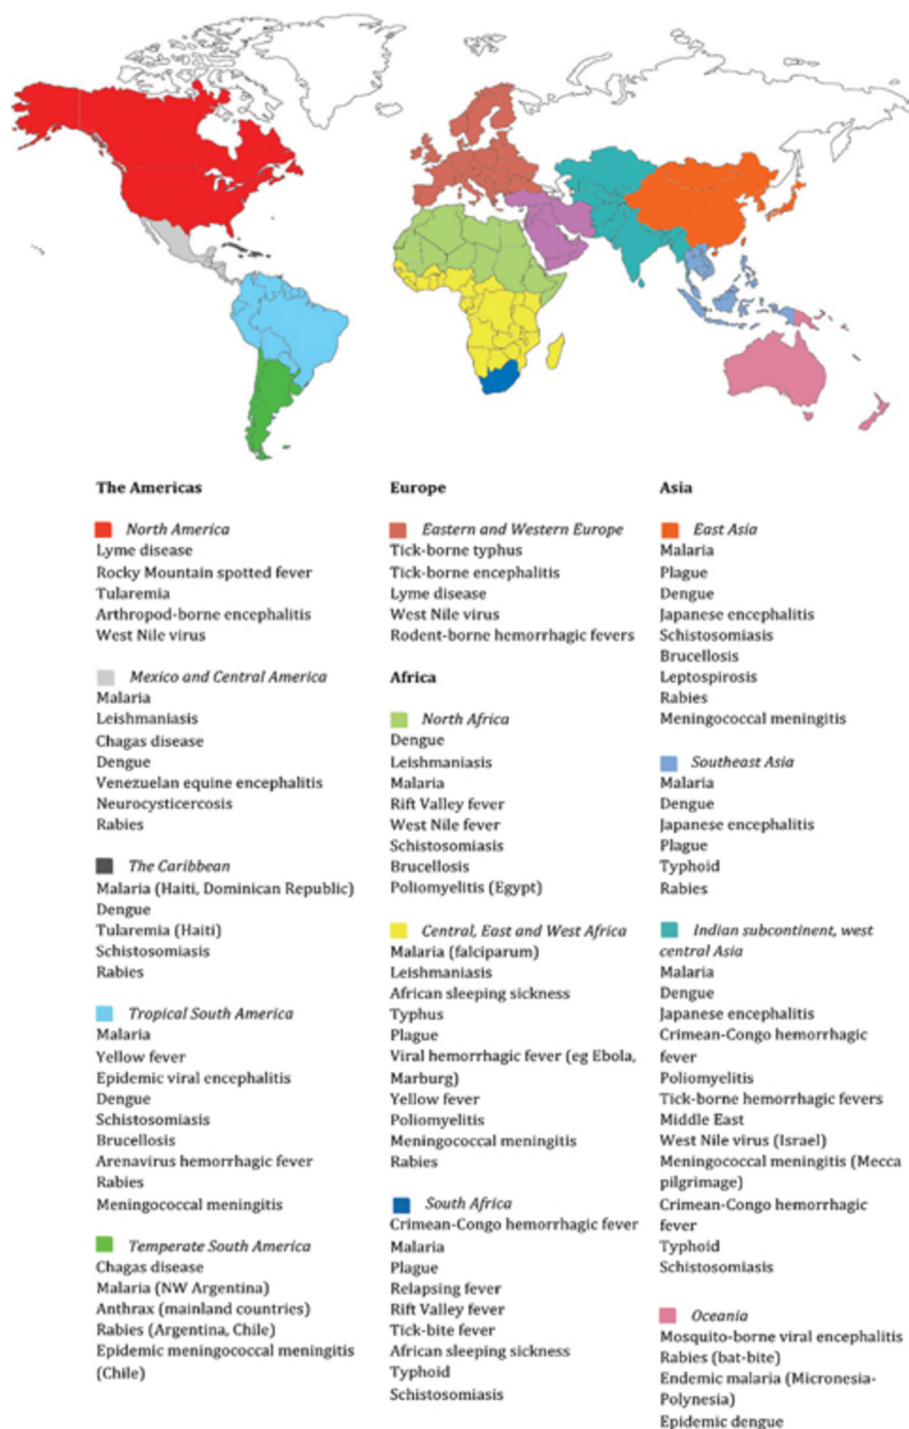 The Americas
North America
Lyme disease
Rocky Mountain spotted fever
Tularemia
Arthropod-borne encephalitis
West Nile virus
Mexico and Central America
Malaria
Leishmaniasis
Chagas disease
Dengue
Venezuelan equine encephalitis
Neurocysticercosis
Rabies
The Caribbean
Malaria (Haiti, Dominican Republic)
Dengue
Tularemia (Haiti)
Schistosomiasis
Rabies
Tropical South America
Malaria
Yellow fever
Epidemic viral encephalitis
Dengue
Schistosomiasis
Brucellosis
Arenavirus hemorrhagic fever
Rabies
Meningococcal meningitis
Temperate South America
Chagas disease
Malaria (NW Argentina)
Anthrax (mainland countries)
Rabies (Argentina, Chile)
Epidemic meningococcal meningitis
(Chile)
Europe
Eastern and Western Europe
Tick-borne typhus
Tick-borne encephalitis
Lyme disease
West Nile virus
Rodent-borne hemorrhagic fevers
Africa
North Africa
Dengue
Leishmaniasis
Malaria
Rift Valley fever
West Nile fever
Schistosomiasis
Brucellosis
Poliomyelitis (Egypt)
Central, East and West Africa
Malaria (falciparum)
Leishmaniasis
African sleeping sickness
Typhus
Plague
Viral hemorrhagic fever (eg Ebola,
Marburg)
Yellow fever
Poliomyelitis
Meningococcal meningitis
Rabies
South Africa
Crimean-Congo hemorrhagic fever
Malaria
Plague
Relapsing fever
Rift Valley fever
Tick-bite fever
African sleeping sickness
Typhoid
Schistosomiasis
Asia
East Asia
Malaria
Plague
Dengue
Japanese encephalitis
Schistosomiasis
Brucellosis
Leptospirosis
Rabies
Meningococcal meningitis
Southeast Asia
Malaria
Dengue
Japanese encephalitis
Plague
Typhoid
Rabies
Indian subcontinent, west
central Asia
Malaria
Dengue
Japanese encephalitis
Crimean-Congo hemorrhagic
fever
Poliomyelitis
Tick-borne hemorrhagic fevers
Middle East
West Nile virus (Israel)
Meningococcal meningitis (Mecca
pilgrimage)
Crimean-Congo hemorrhagic
fever
Typhoid
Schistosomiasis
Oceania
Mosquito-borne viral encephalitis
Rabies (bat-bite)
Endemic malaria (Micronesia-
Polynesia)
Epidemic dengue